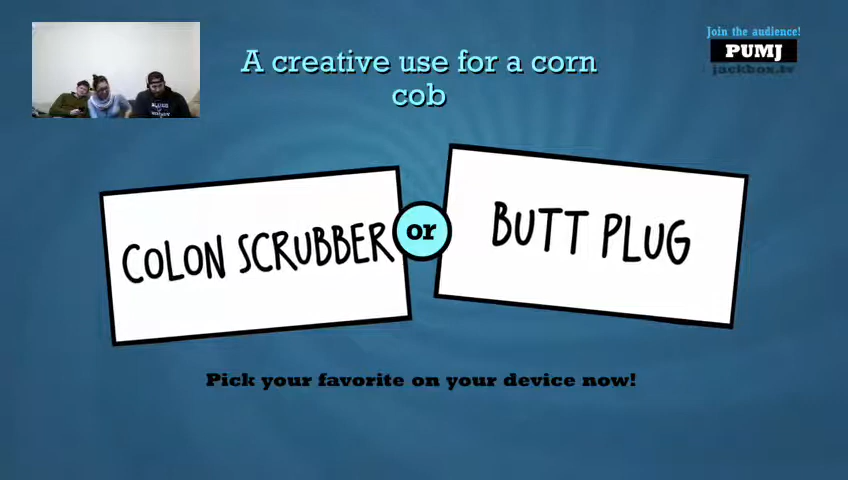 Join the audience!
PUMJ
jackbox.tv
A creative use for a corn
cob
COLON SCRUBBER
or
BUTT PLUG
Pick your favorite on your device now!